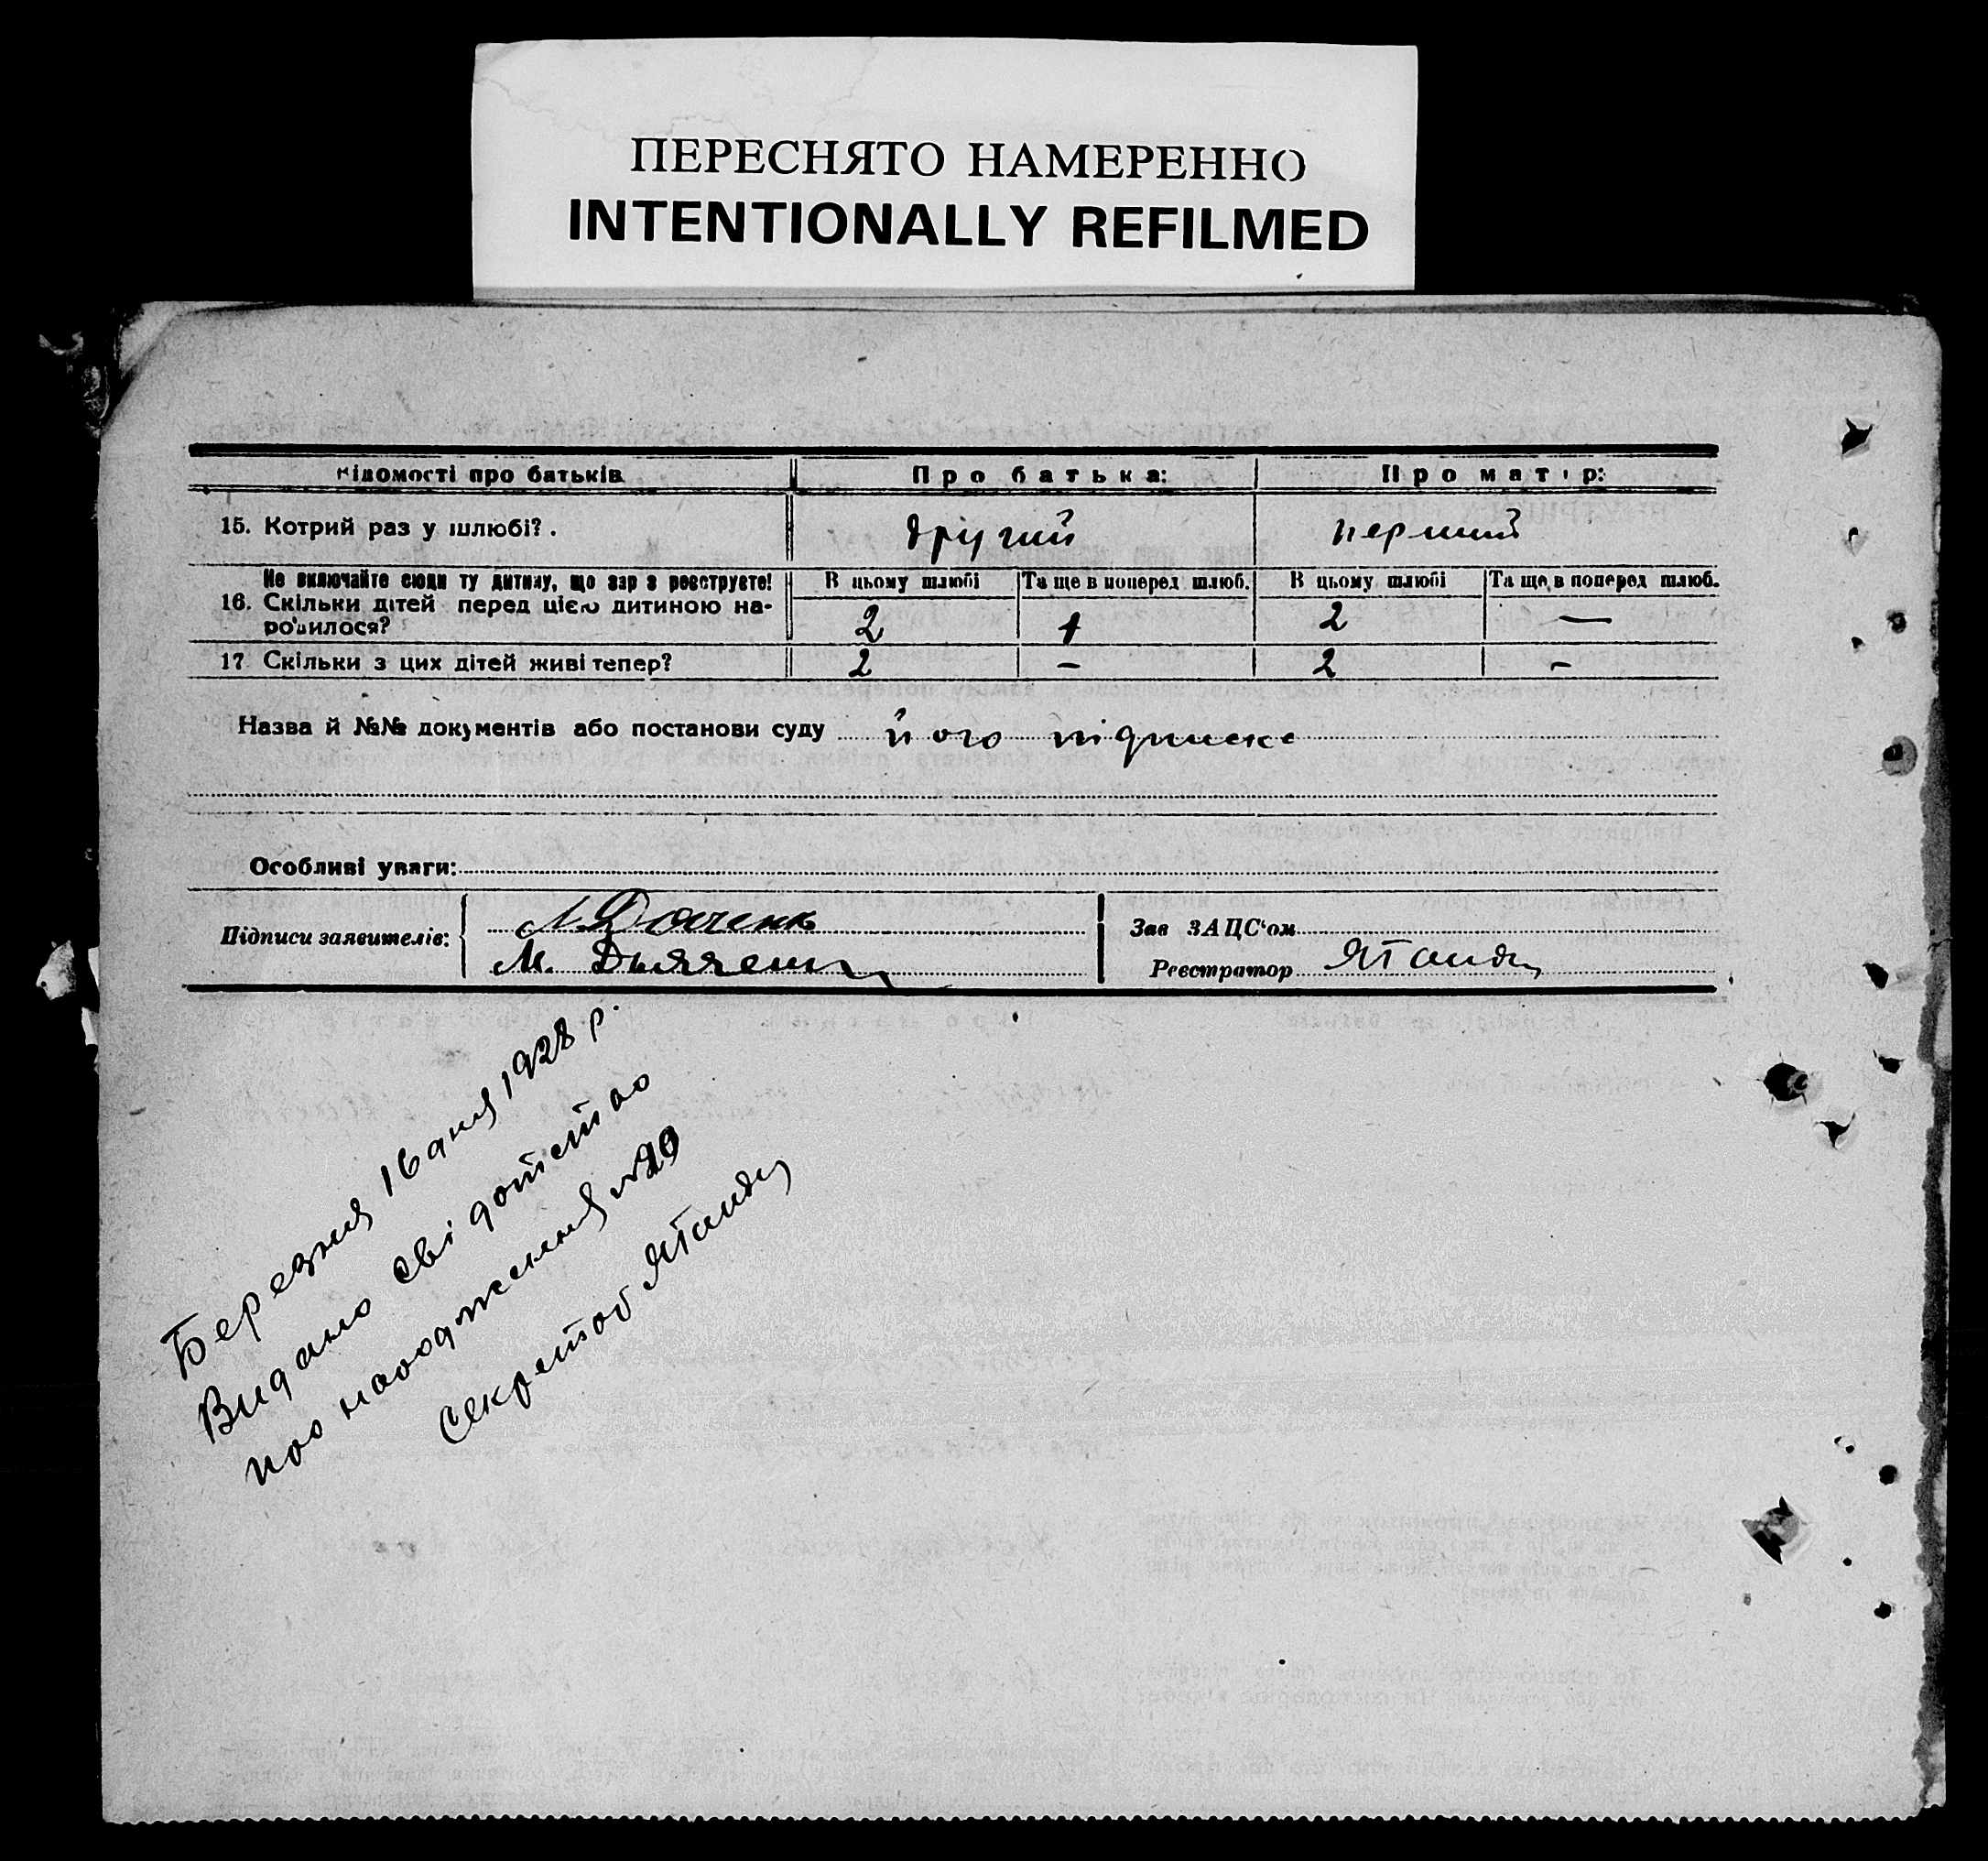 ПЕРЕСНЯТО НАМЕРЕННО
INTENTIONALLY REFILMED
Відомості про батьків Про батька: Про матір:
15. Котрий раз у шлюбі? . другий перший
Не включайте сюди ту дитину, що зараз реєструєте! В цьому шлюбі Та ще в поперед шлюб. В цьому шлюбі Та ще в поперед шлюб.
16. Скільки дітей перед цією дитиною на-
родилося? 2 1 2 —
17 Скільки з цих дітей живі тепер? 2 - 2 -
Назва й №№ документів або постанови суду його підписка
Особливі уваги:
Підписи заявителів:
М.
Зав ЗАЦС'ом
Реєстратор
Березня 16 дня 1928 р.
Видано свідоцтво
про народження №
Секретар